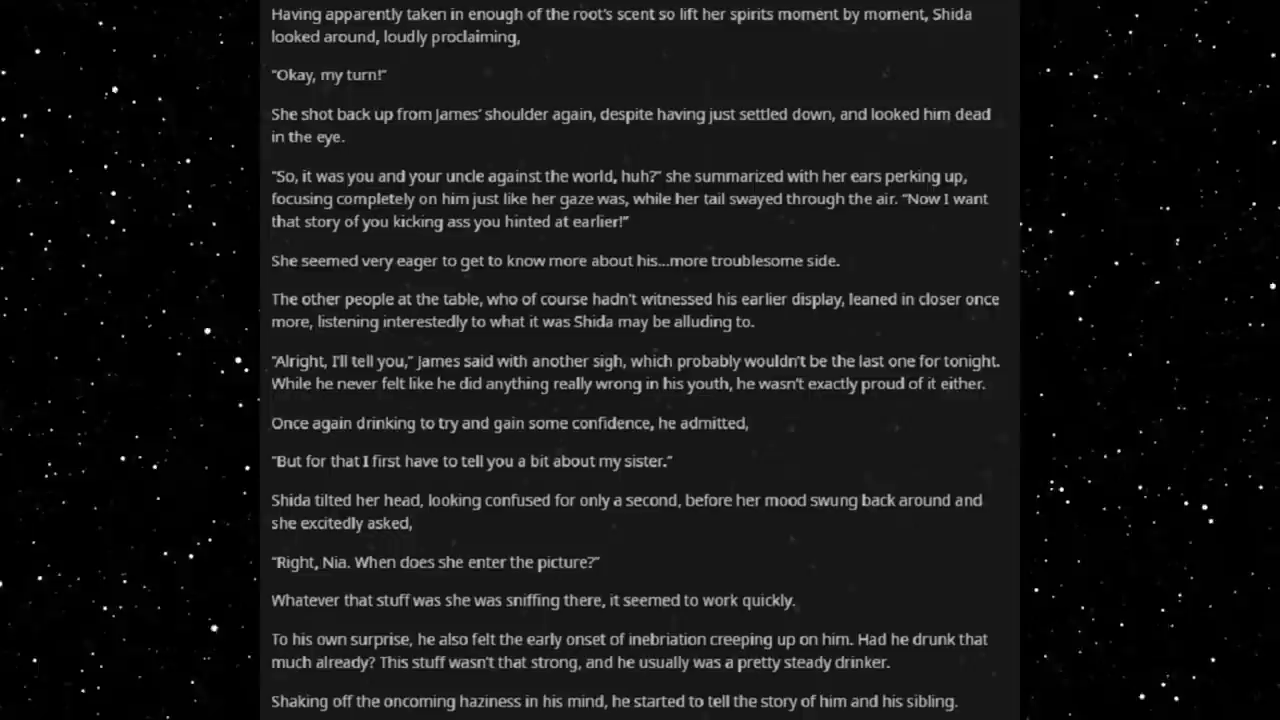 Having apparently taken in enough of the root's scent so lift her spirits moment by moment, Shida
looked around, loudly proclaiming,
"Okay, my turn!"
She shot back up from James' shoulder again, despite having just settled down, and looked him dead
in the eye.
"So, it was you and your uncle against the world, huh?" she summarized with her ears perking up,
focusing completely on him just like her gaze was, while her tail swayed through the air. "Now I want
that story of you kicking ass you hinted at earlier!"
She seemed very eager to get to know more about his...more troublesome side.
The other people at the table, who of course hadn't witnessed his earlier display, leaned in closer once
more, listening interestedly to what it was Shida may be alluding to.
"Alright, I'll tell you," James said with another sigh, which probably wouldn't be the last one for tonight.
While he never felt like he did anything really wrong in his youth, he wasn't exactly proud of it either.
Once again drinking to try and gain some confidence, he admitted,
"But for that I first have to tell you a bit about my sister."
Shida tilted her head, looking confused for only a second, before her mood swung back around and
she excitedly asked,
"Right, Nia. When does she enter the picture?"
Whatever that stuff was she was sniffing there, it seemed to work quickly.
To his own surprise, he also felt the early onset of inebriation creeping up on him. Had he drunk that
much already? This stuff wasn't that strong, and he usually was a pretty steady drinker.
Shaking off the oncoming haziness in his mind, he started to tell the story of him and his sibling.